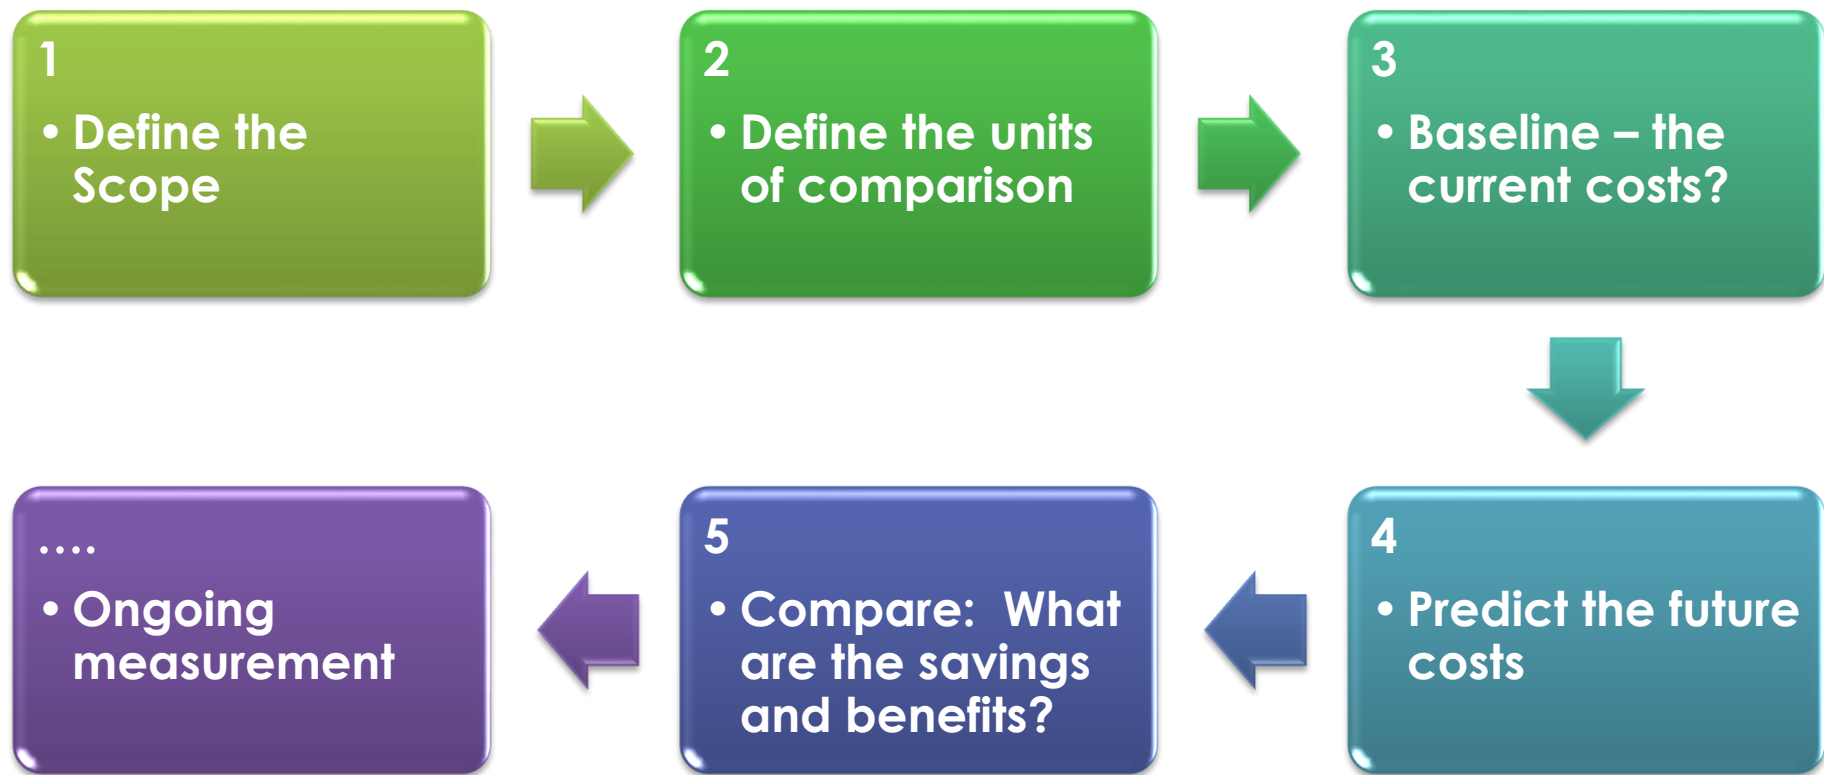 1
• Define the
Scope
2
• Define the units
of comparison
3
• Baseline – the
current costs?
4
• Predict the future
costs
5
• Compare:  What
are the savings
and benefits?
....
• Ongoing
measurement